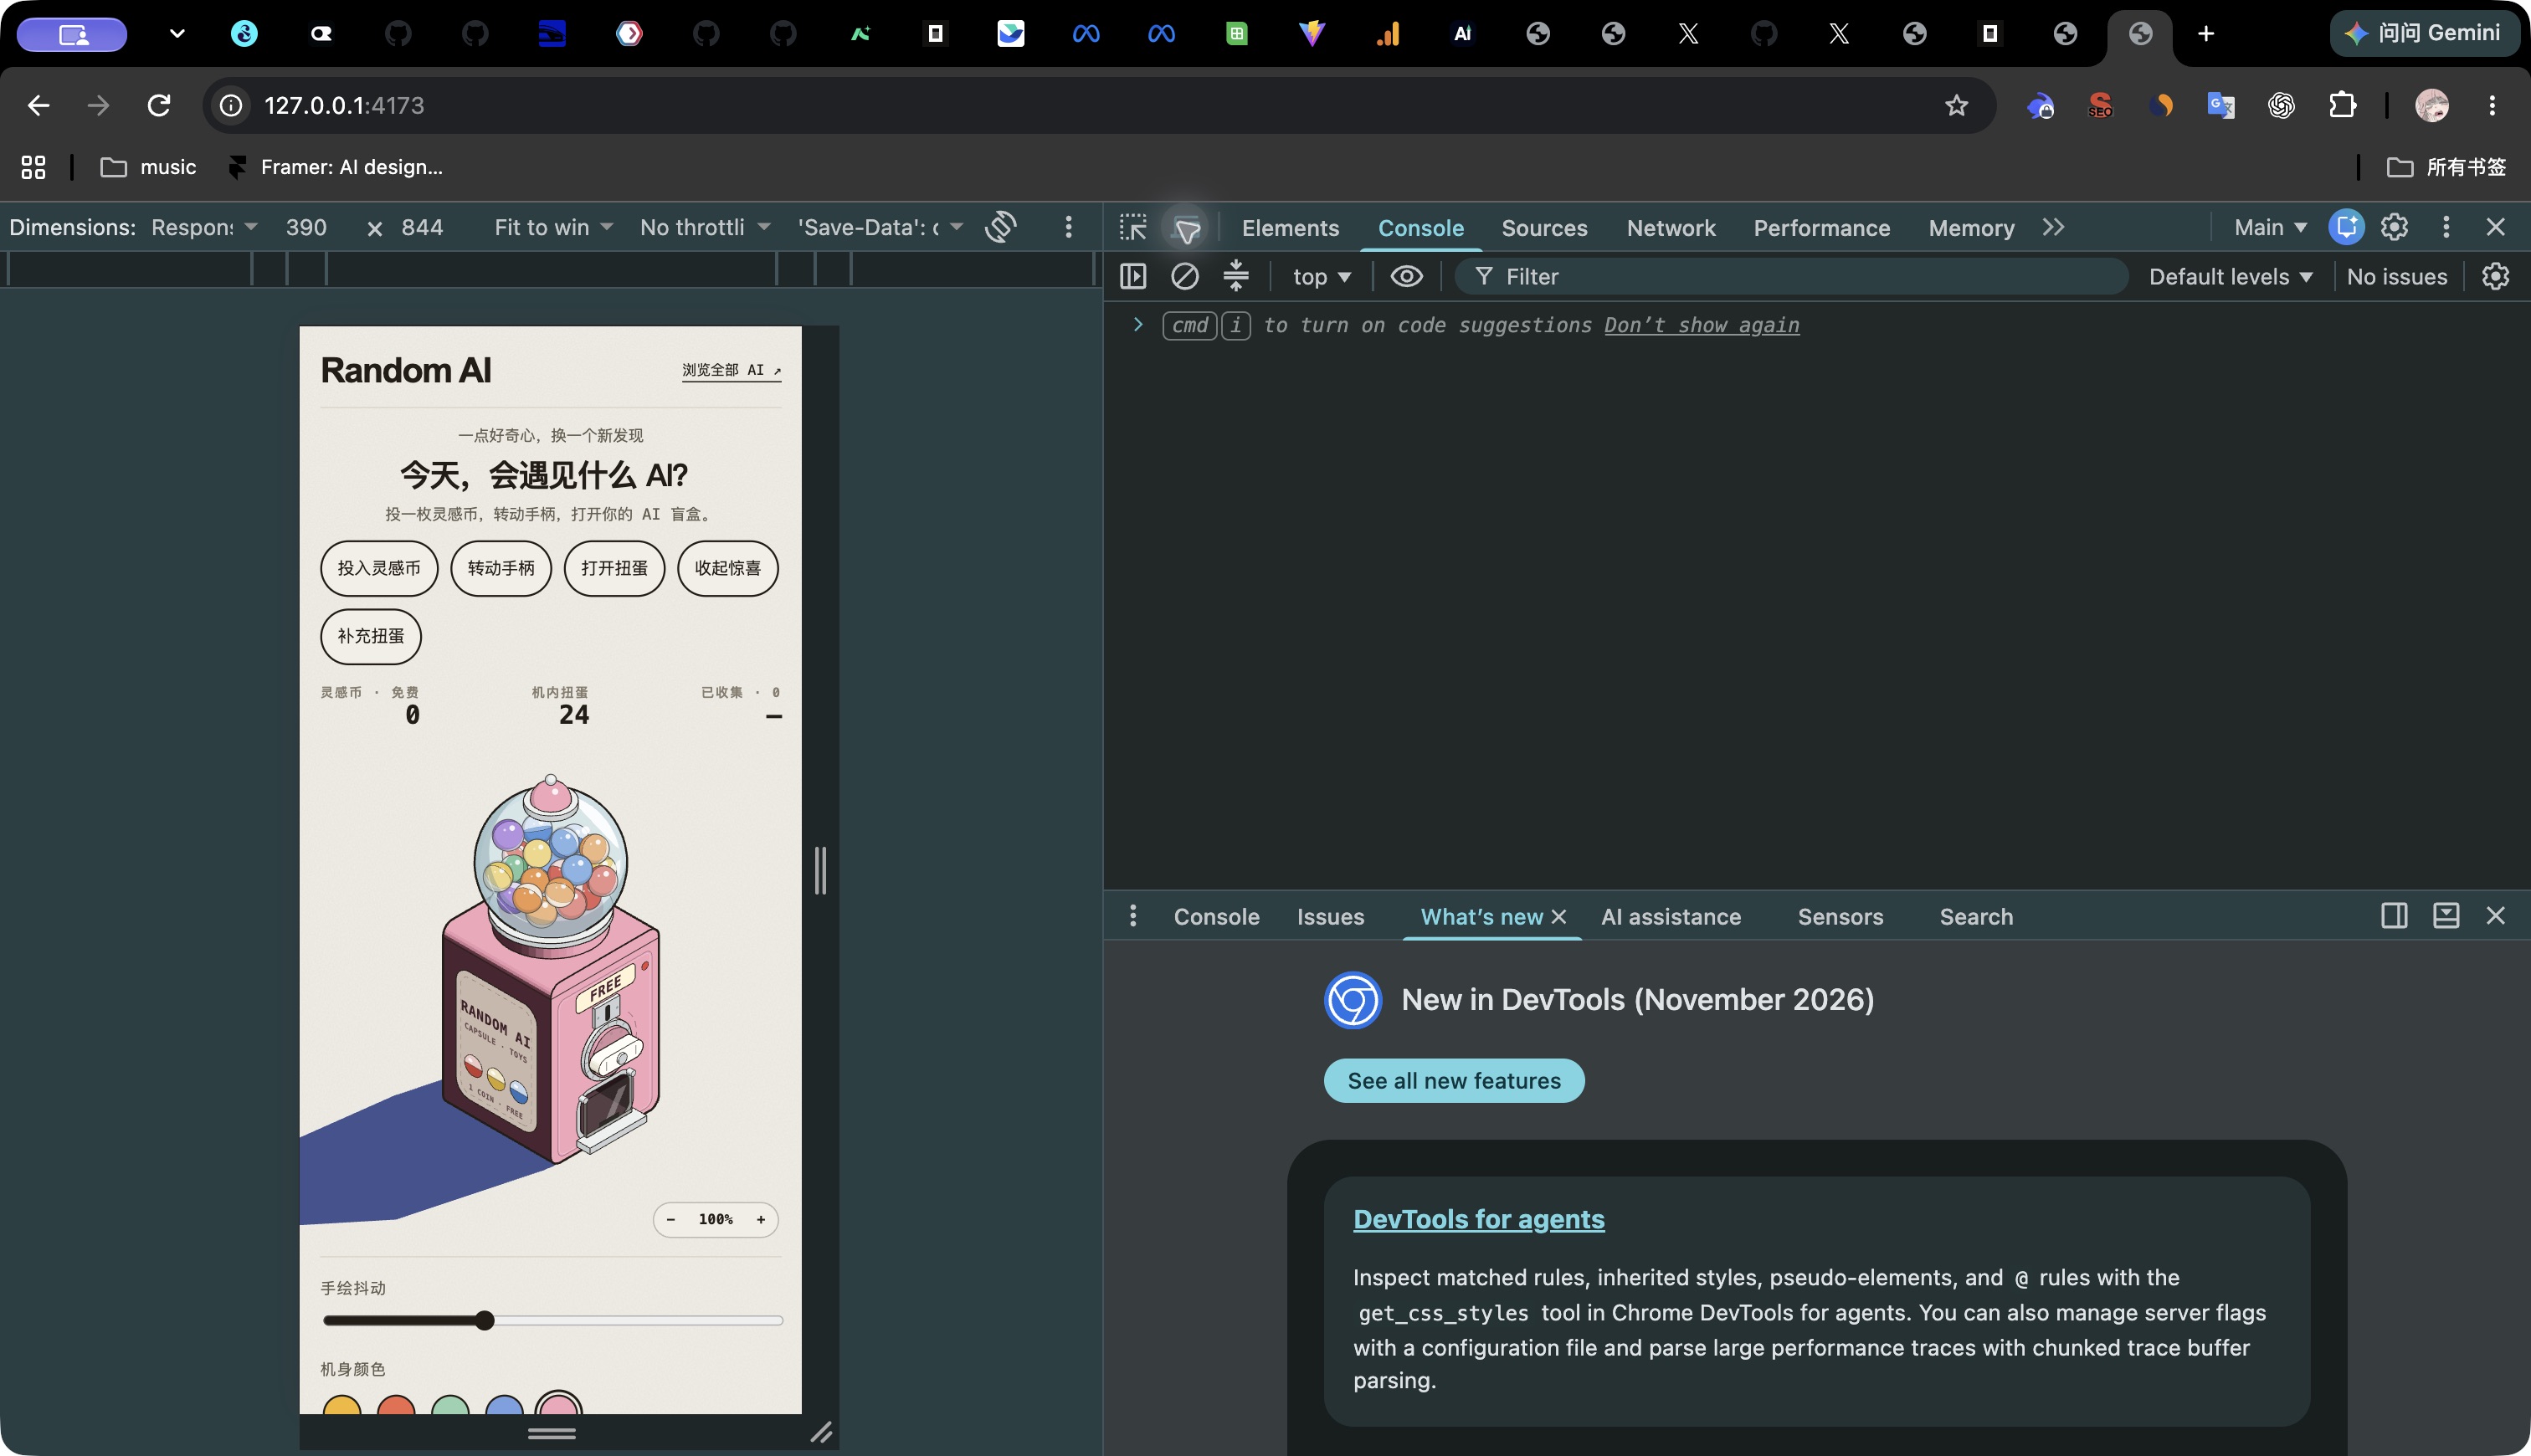 问问 Gemini
127.0.0.1:4173
music
Framer: AI design...
所有书签
Dimensions: Respons 390 × 844 Fit to win No throttli 'Save-Data': c
Elements Console Sources Network Performance Memory Main
top Filter Default levels No issues
cmd i to turn on code suggestions Don't show again
Random AI
浏览全部 AI ↗
一点好奇心，换一个新发现
今天，会遇见什么 AI?
投一枚灵感币，转动手柄，打开你的 AI 盲盒。
投入灵感币 转动手柄 打开扭蛋 收起惊喜
补充扭蛋
灵感币 · 免费 机内扭蛋 已收集 · 0
0 24 —
FREE
RANDOM AI
CAPSULE · TOYS
1 COIN · FREE
− 100% +
手绘抖动
机身颜色
Console Issues What's new AI assistance Sensors Search
New in DevTools (November 2026)
See all new features
DevTools for agents
Inspect matched rules, inherited styles, pseudo-elements, and @ rules with the
get_css_styles tool in Chrome DevTools for agents. You can also manage server flags
with a configuration file and parse large performance traces with chunked trace buffer
parsing.